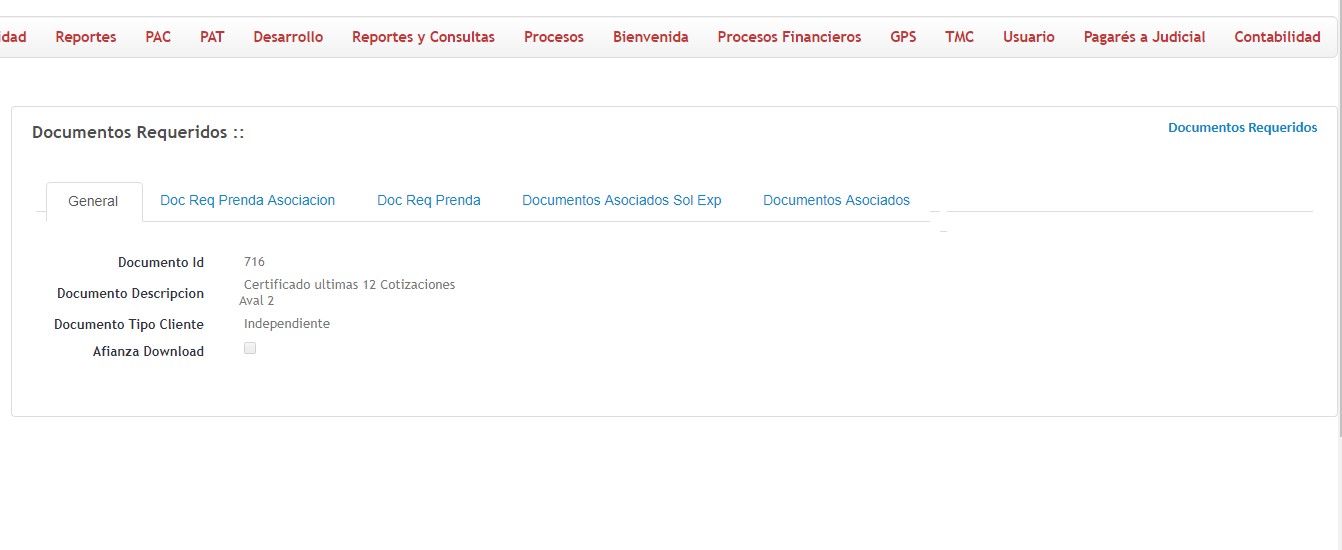 idad Reportes PAC PAT Desarrollo Reportes y Consultas Procesos Bienvenida Procesos Financieros GPS TMC Usuario Pagarés a Judicial Contabilidad
Documentos Requeridos ::
Documentos Requeridos
General Doc Req Prenda Asociacion Doc Req Prenda Documentos Asociados Sol Exp Documentos Asociados
Documento Id 716
Documento Descripcion Certificado ultimas 12 Cotizaciones
Aval 2
Documento Tipo Cliente Independiente
Afianza Download